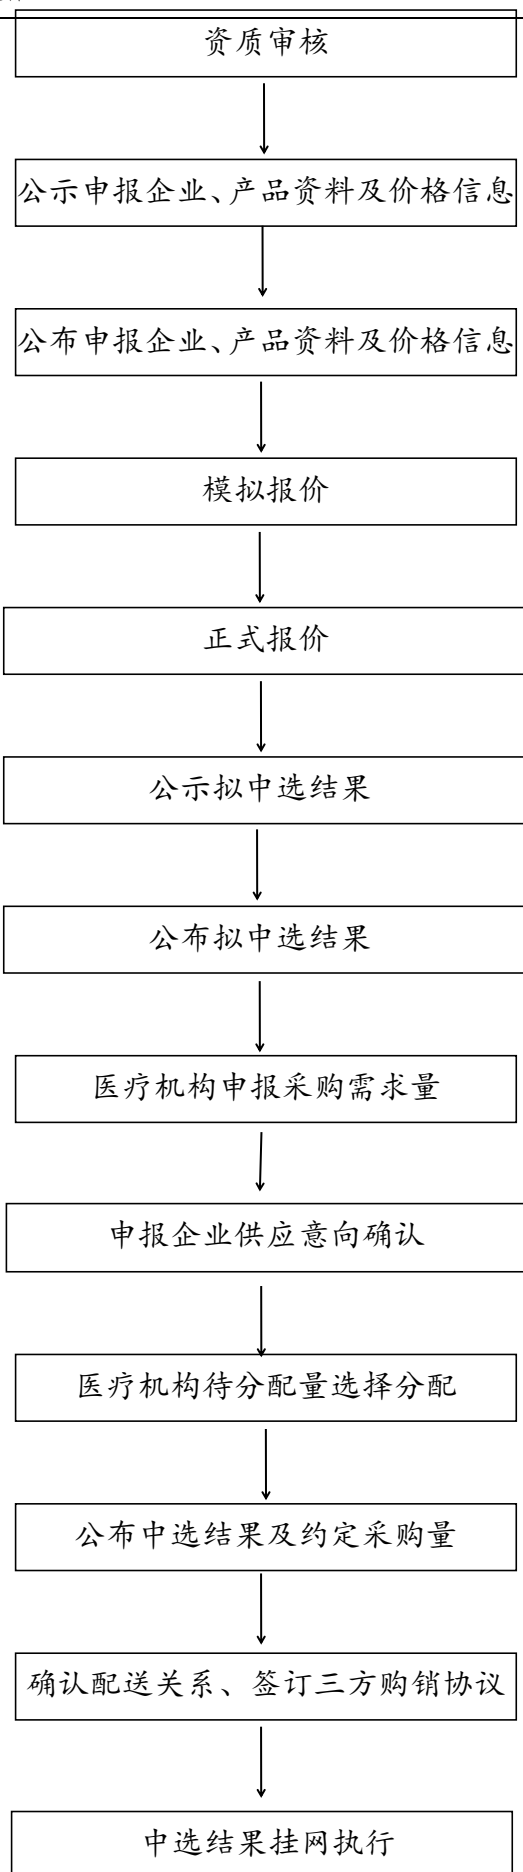 资质审核
公示申报企业、产品资料及价格信息
公布申报企业、产品资料及价格信息
模拟报价
正式报价
公示拟中选结果
公布拟中选结果
医疗机构申报采购需求量
申报企业供应意向确认
医疗机构待分配量选择分配
公布中选结果及约定采购量
确认配送关系、签订三方购销协议
中选结果挂网执行